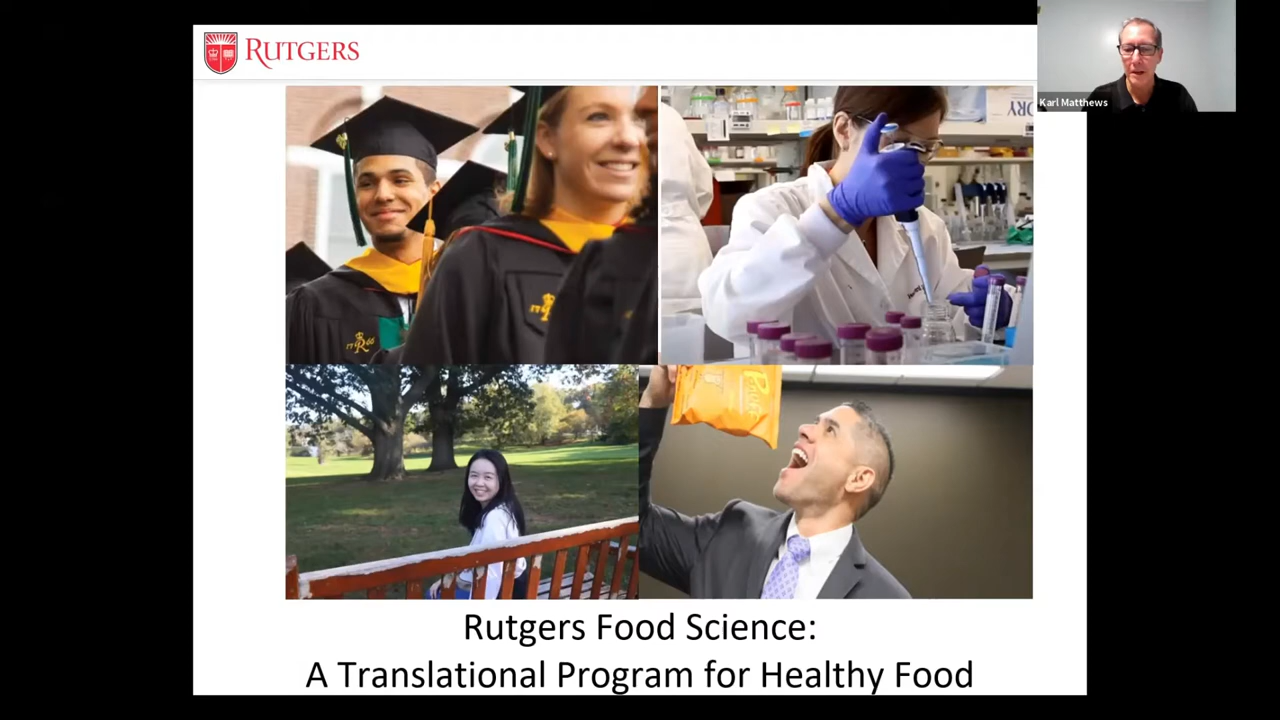 RUTGERS
Karl Matthews
Rutgers Food Science:
A Translational Program for Healthy Food